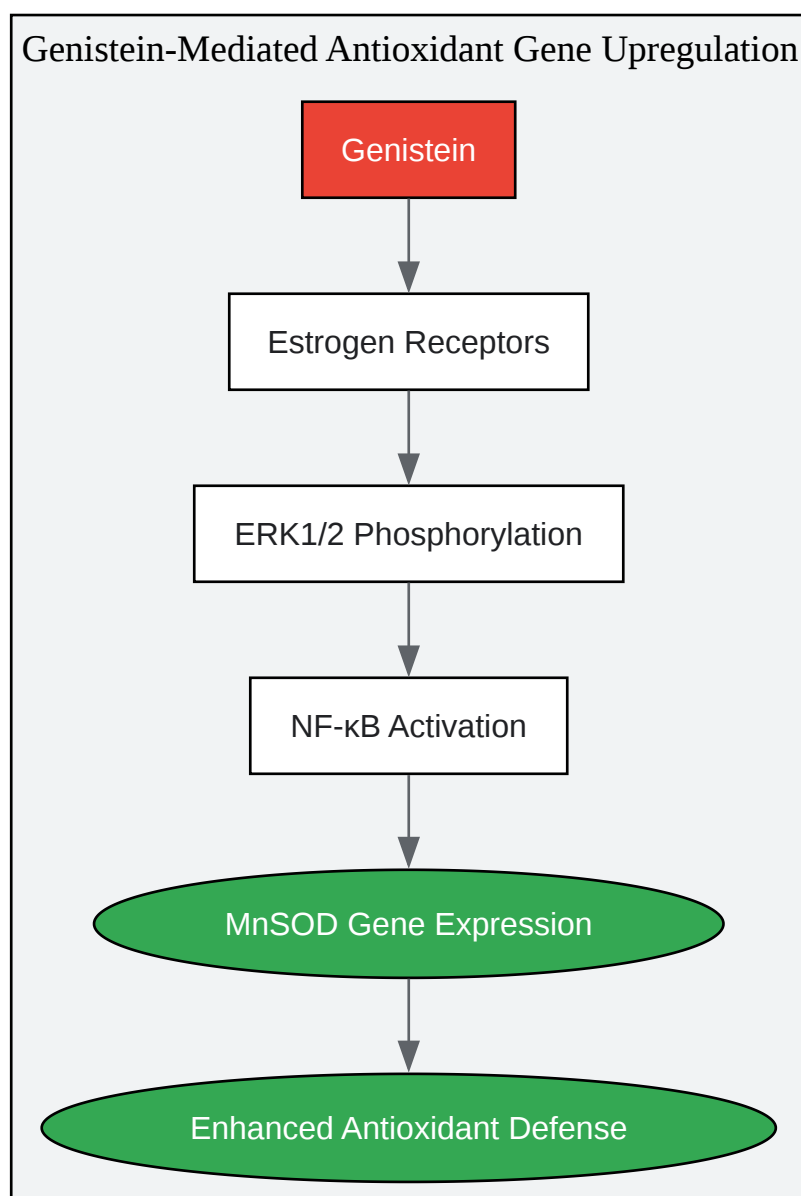 Genistein-Mediated Antioxidant Gene Upregulation
Genistein
Estrogen Receptors
ERK1/2 Phosphorylation
NF-κB Activation
MnSOD Gene Expression
Enhanced Antioxidant Defense